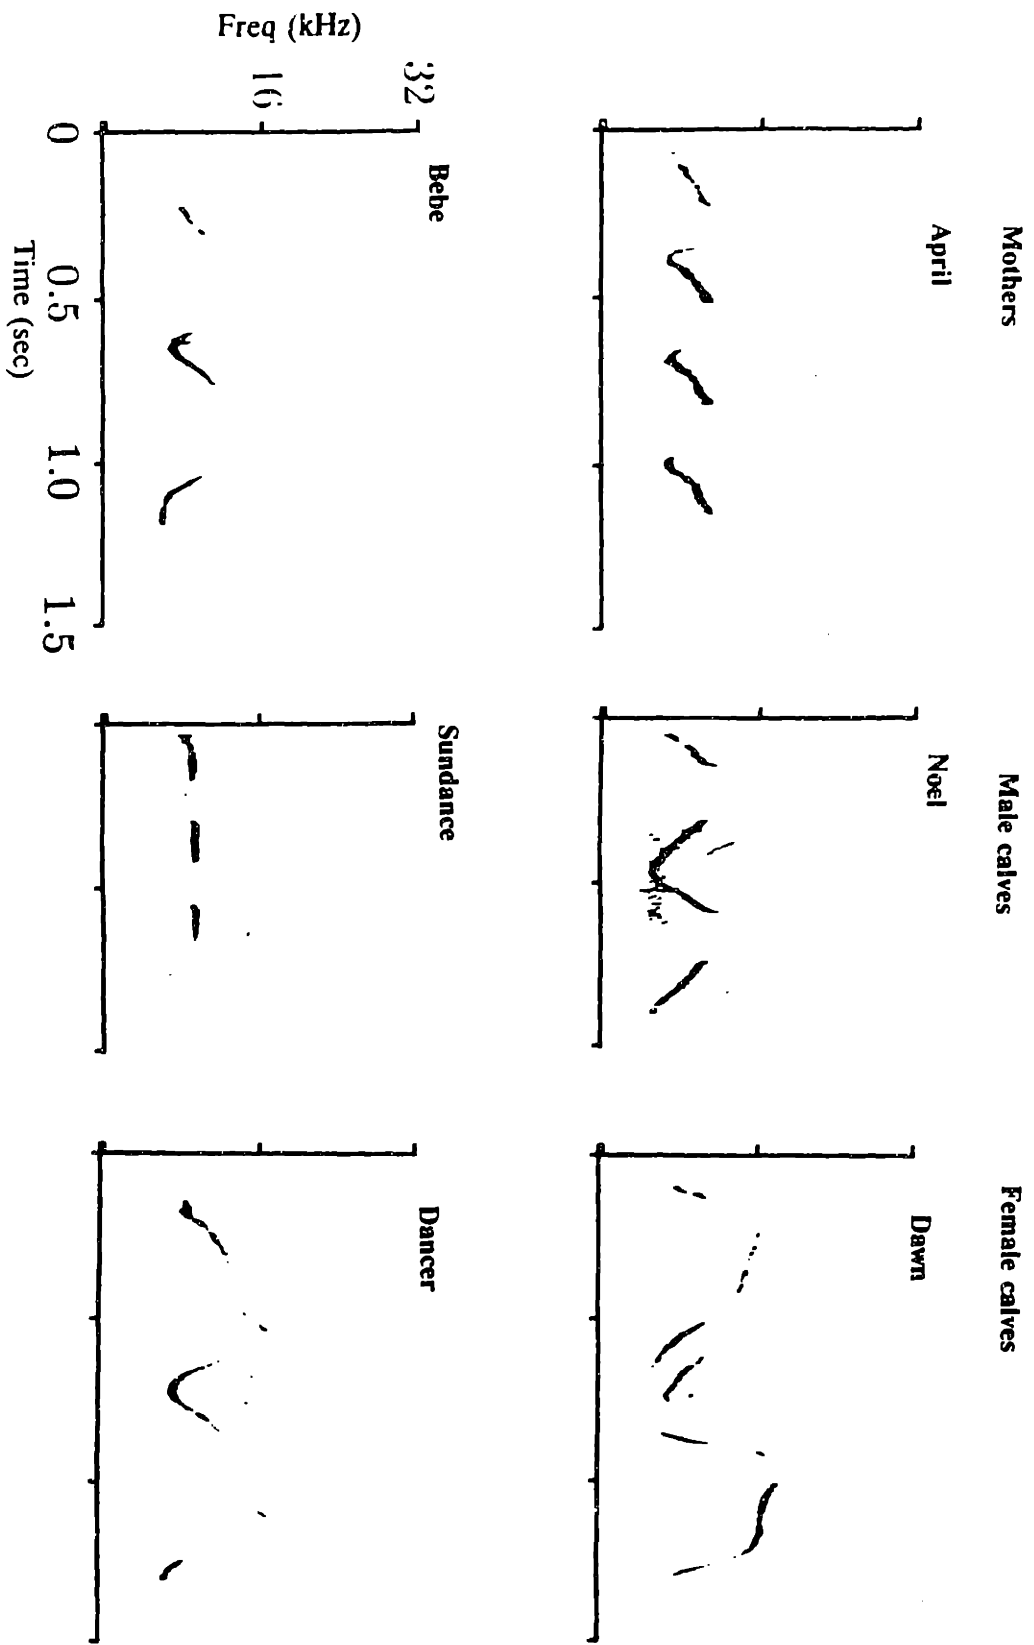 Mothers
Male calves
Female calves
April
Noel
Dawn
Bebe
Sundance
Dancer
32
16
Freq (kHz)
0
0.5
1.0
1.5
Time (sec)